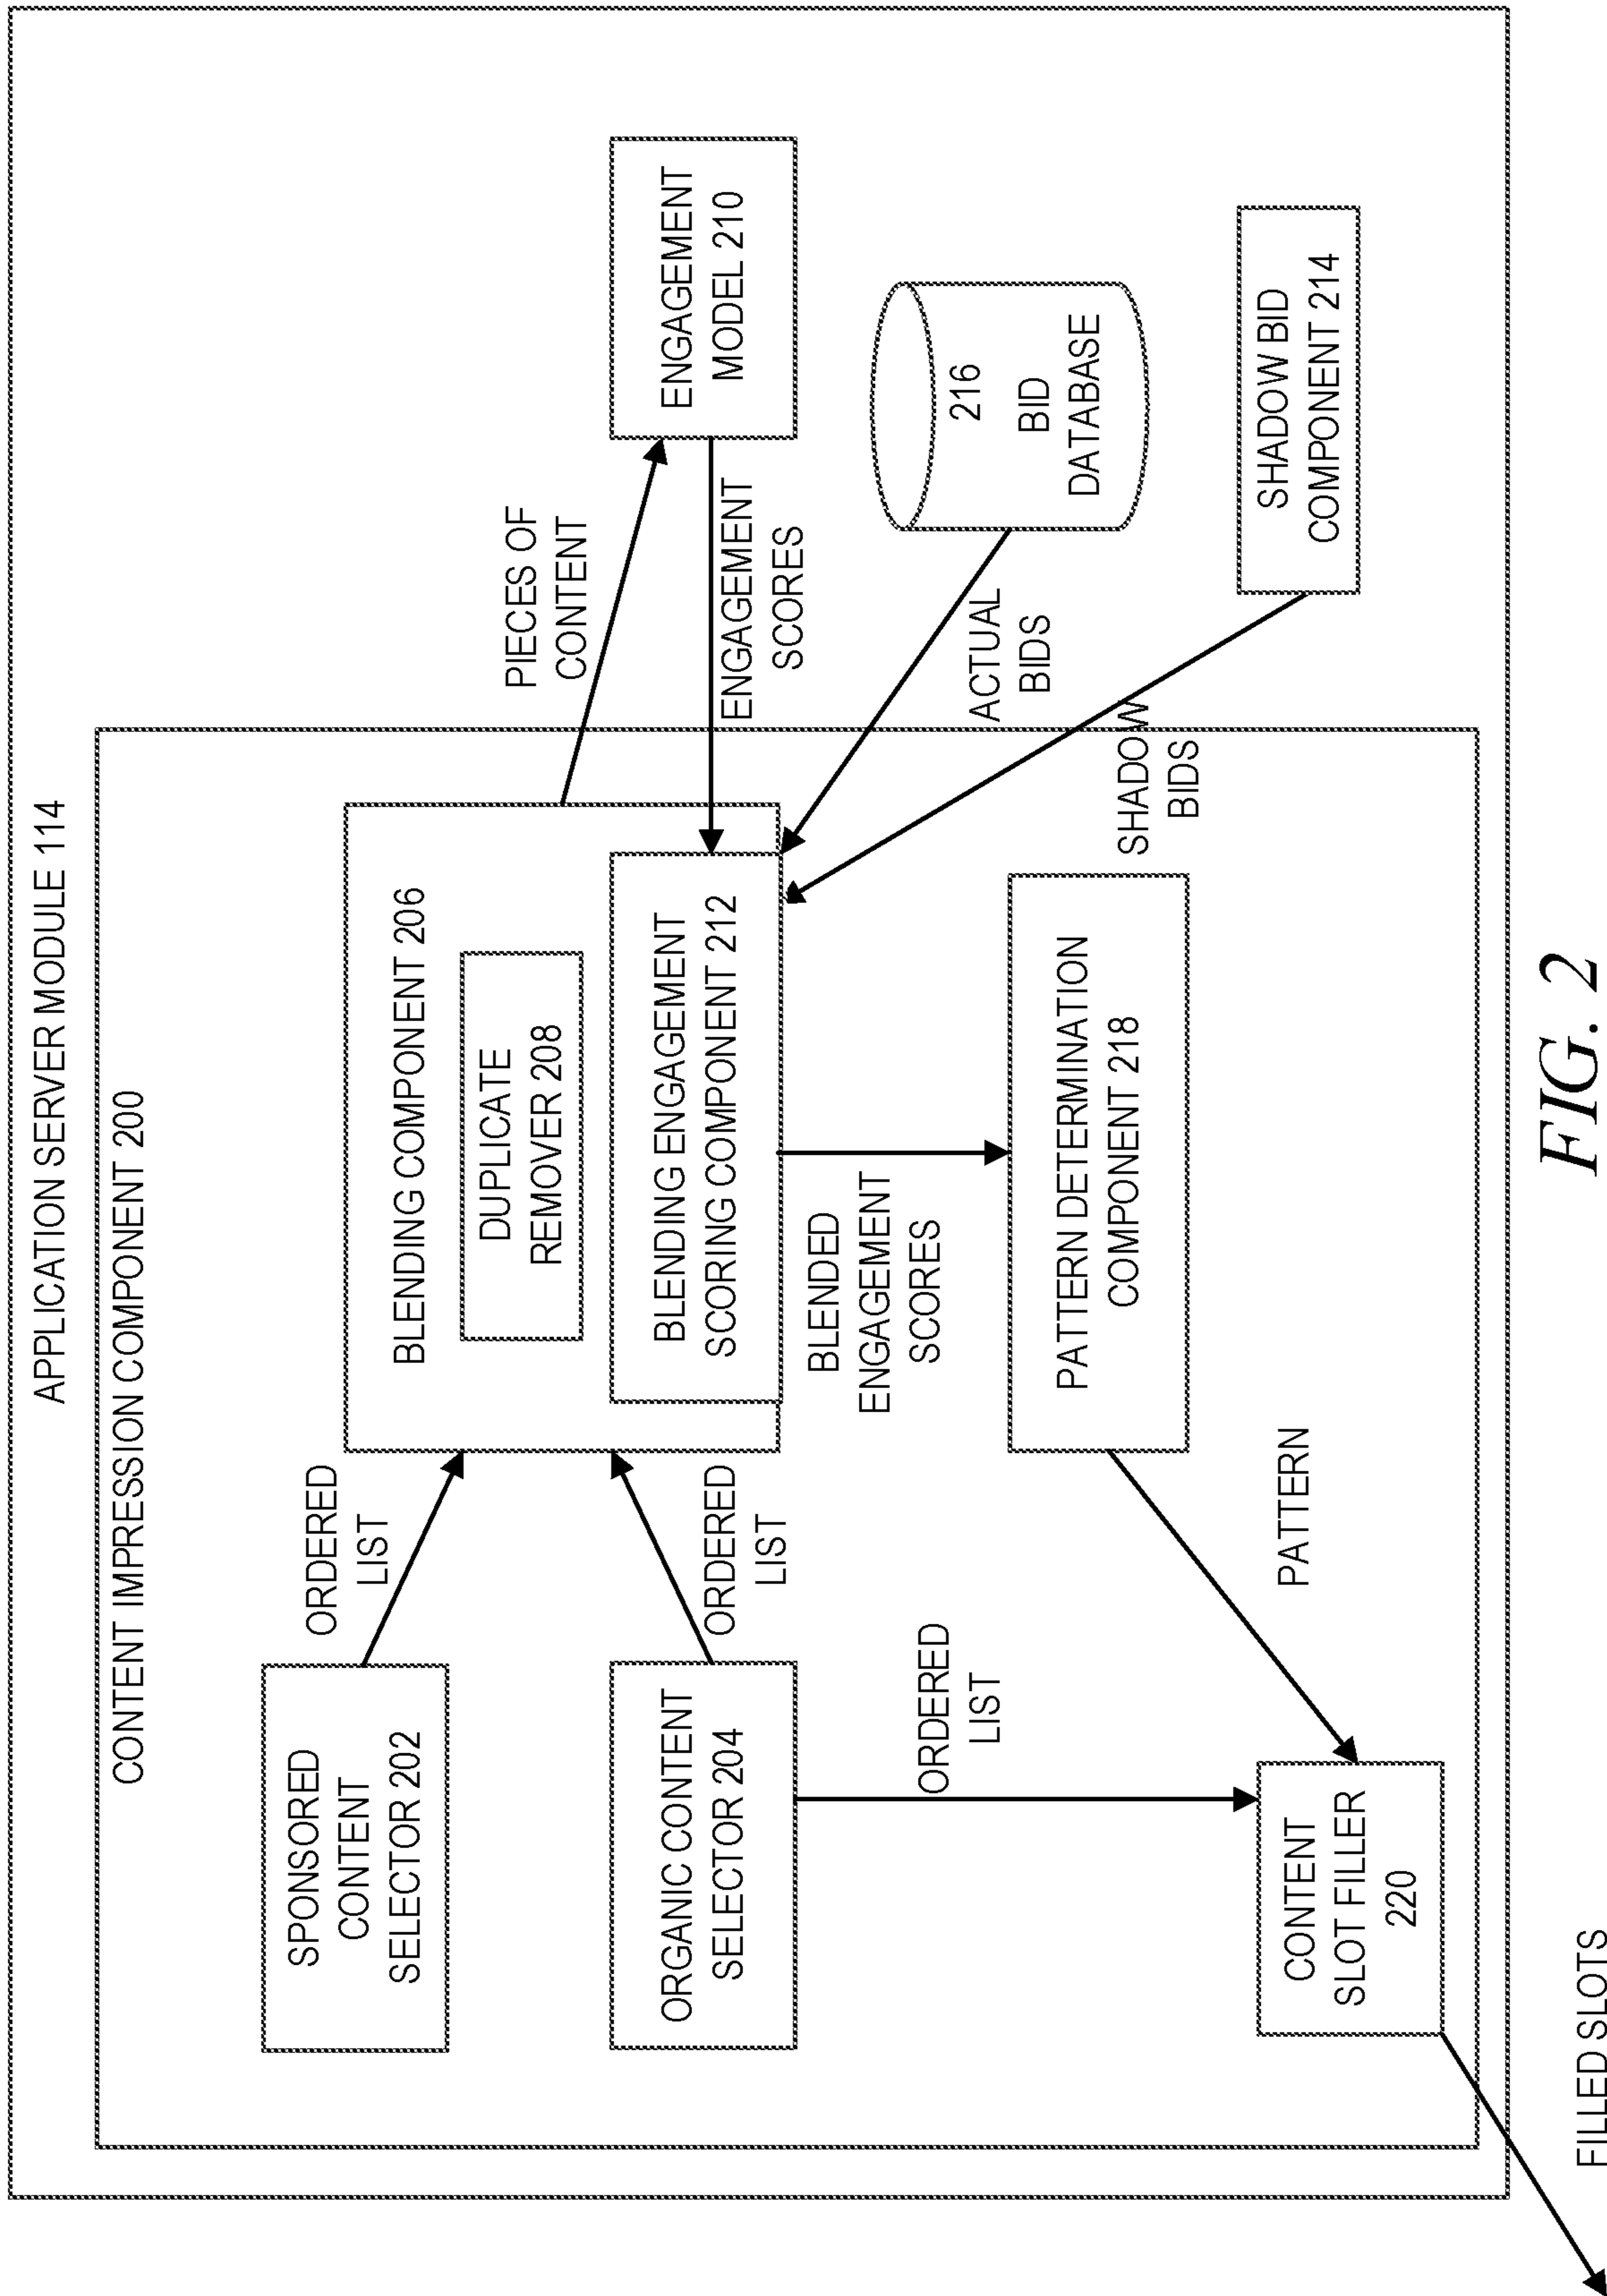 APPLICATION SERVER MODULE 114
CONTENT IMPRESSION COMPONENT 200
SPONSORED
CONTENT
SELECTOR 202
ORDERED
LIST
BLENDING COMPONENT 206
DUPLICATE
REMOVER 208
PIECES OF
CONTENT
ENGAGEMENT
MODEL 210
ORGANIC CONTENT
SELECTOR 204
ORDERED
LIST
BLENDING ENGAGEMENT
SCORING COMPONENT 212
ENGAGEMENT
SCORES
BLENDED
ENGAGEMENT
SCORES
216
BID
DATABASE
ACTUAL
BIDS
ORDERED
LIST
PATTERN DETERMINATION
COMPONENT 218
SHADOW
BIDS
SHADOW BID
COMPONENT 214
PATTERN
CONTENT
SLOT FILLER
220
FILLED SLOTS
FIG. 2